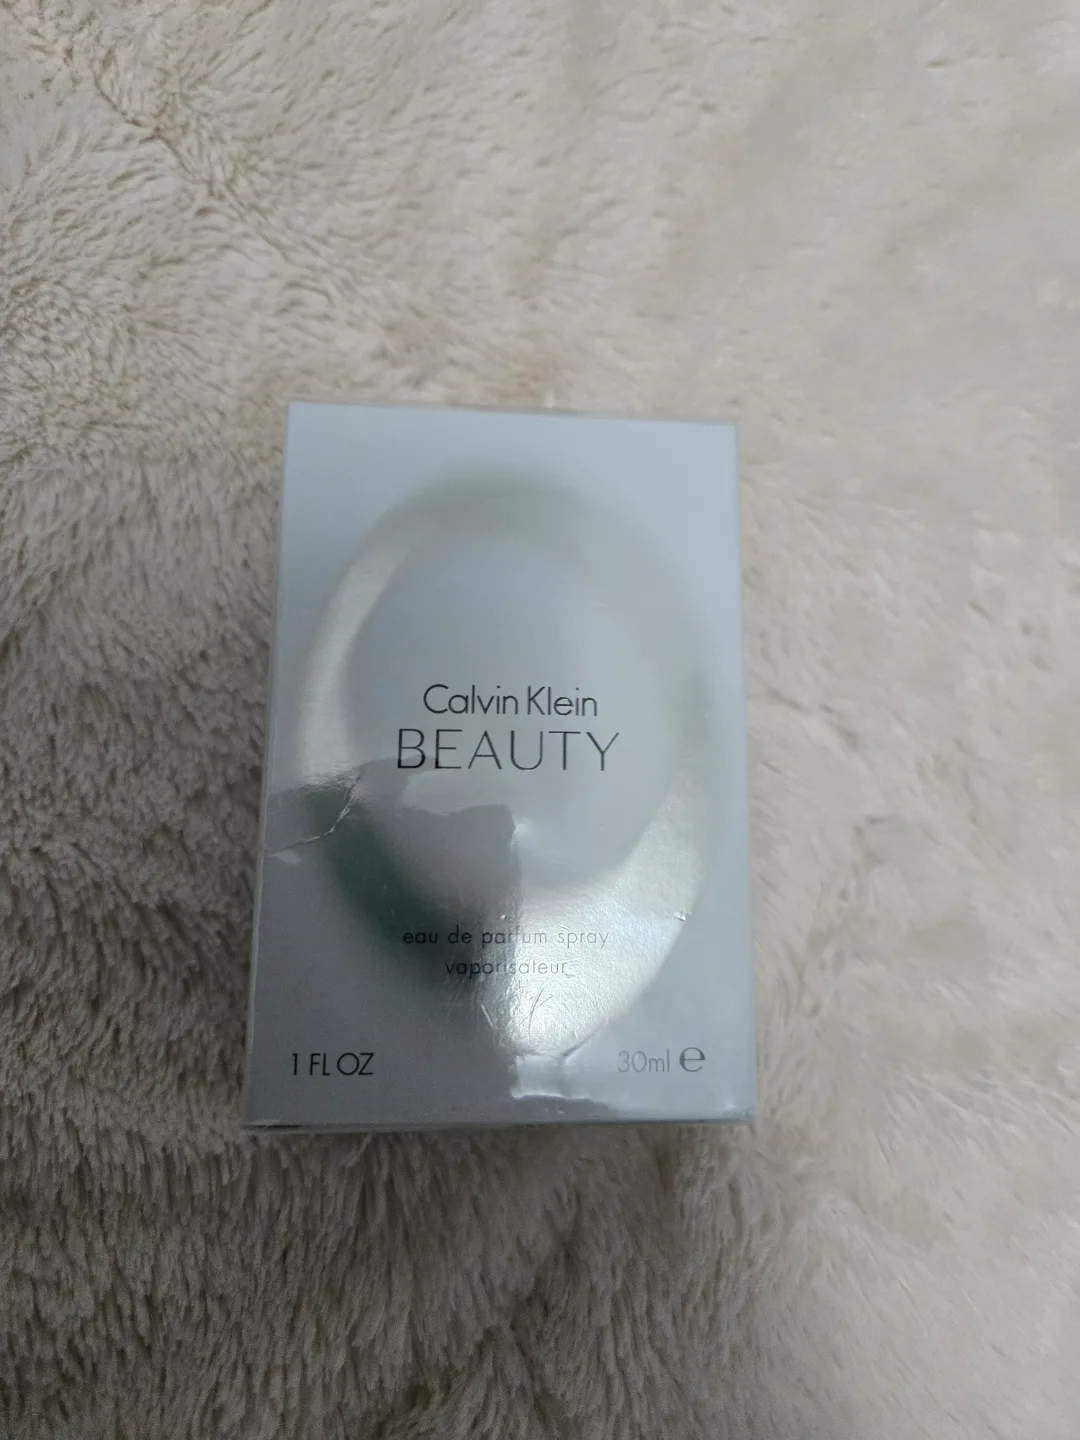 Calvin Klein
BEAUTY
eau de parfum spray
vaporisateur
1 FL OZ
30ml ℮